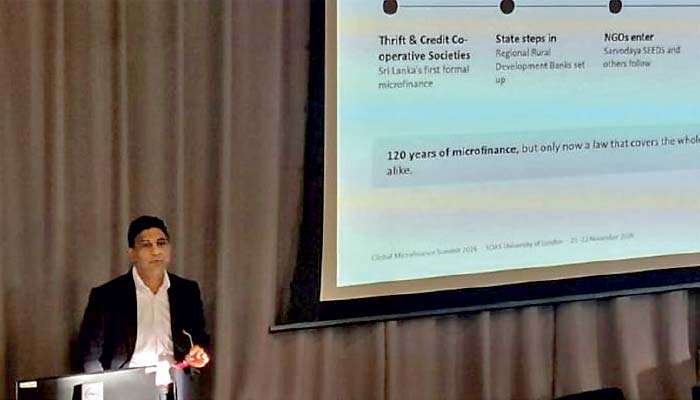 Thrift & Credit Co-
operative Societies
Sri Lanka's first formal
microfinance
State steps in
Regional Rural
Development Banks set
up
NGOs enter
Sarvodaya SEEDS and
others follow
120 years of microfinance, but only now a law that covers the whole
alike.
Global Microfinance Summit 2026 · SOAS University of London · 21-22 November 2026